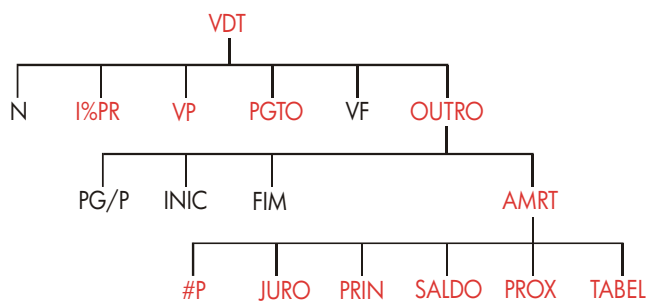 VDT
N I%PR VP PGTO VF OUTRO
PG/P INIC FIM AMRT
#P JURO PRIN SALDO PROX TABEL